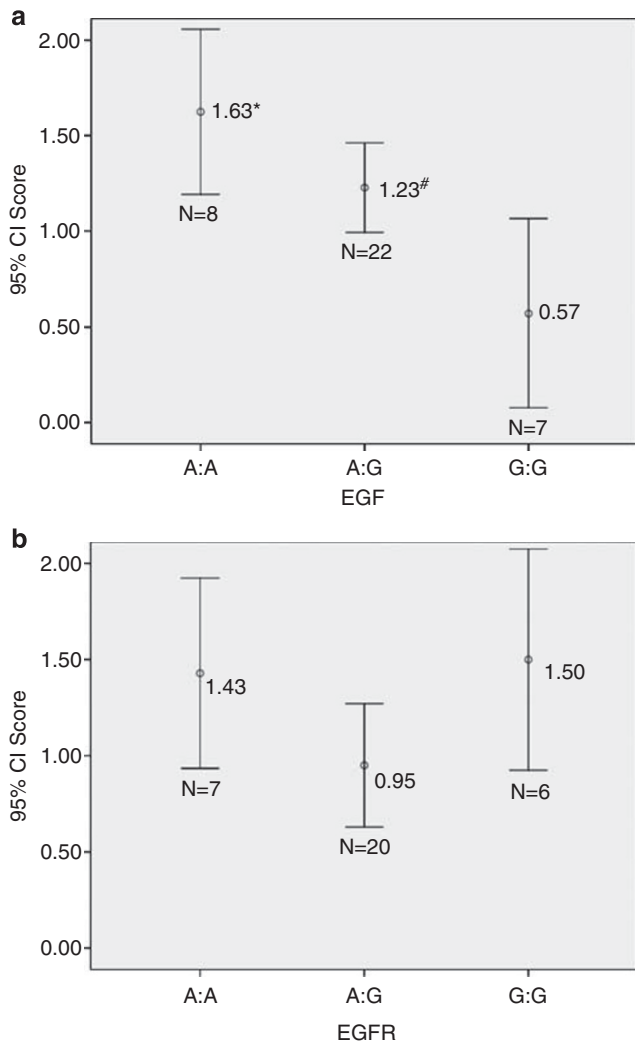 a
2.00
1.63*
1.50
1.23#
N=8
1.00
N=22
0.57
0.50
N=7
0.00
95% CI Score
A:A A:G G:G
EGF
b
2.00
1.50
1.50
1.43
1.00
0.95
N=7
N=6
N=20
0.50
0.00
95% CI Score
A:A A:G G:G
EGFR